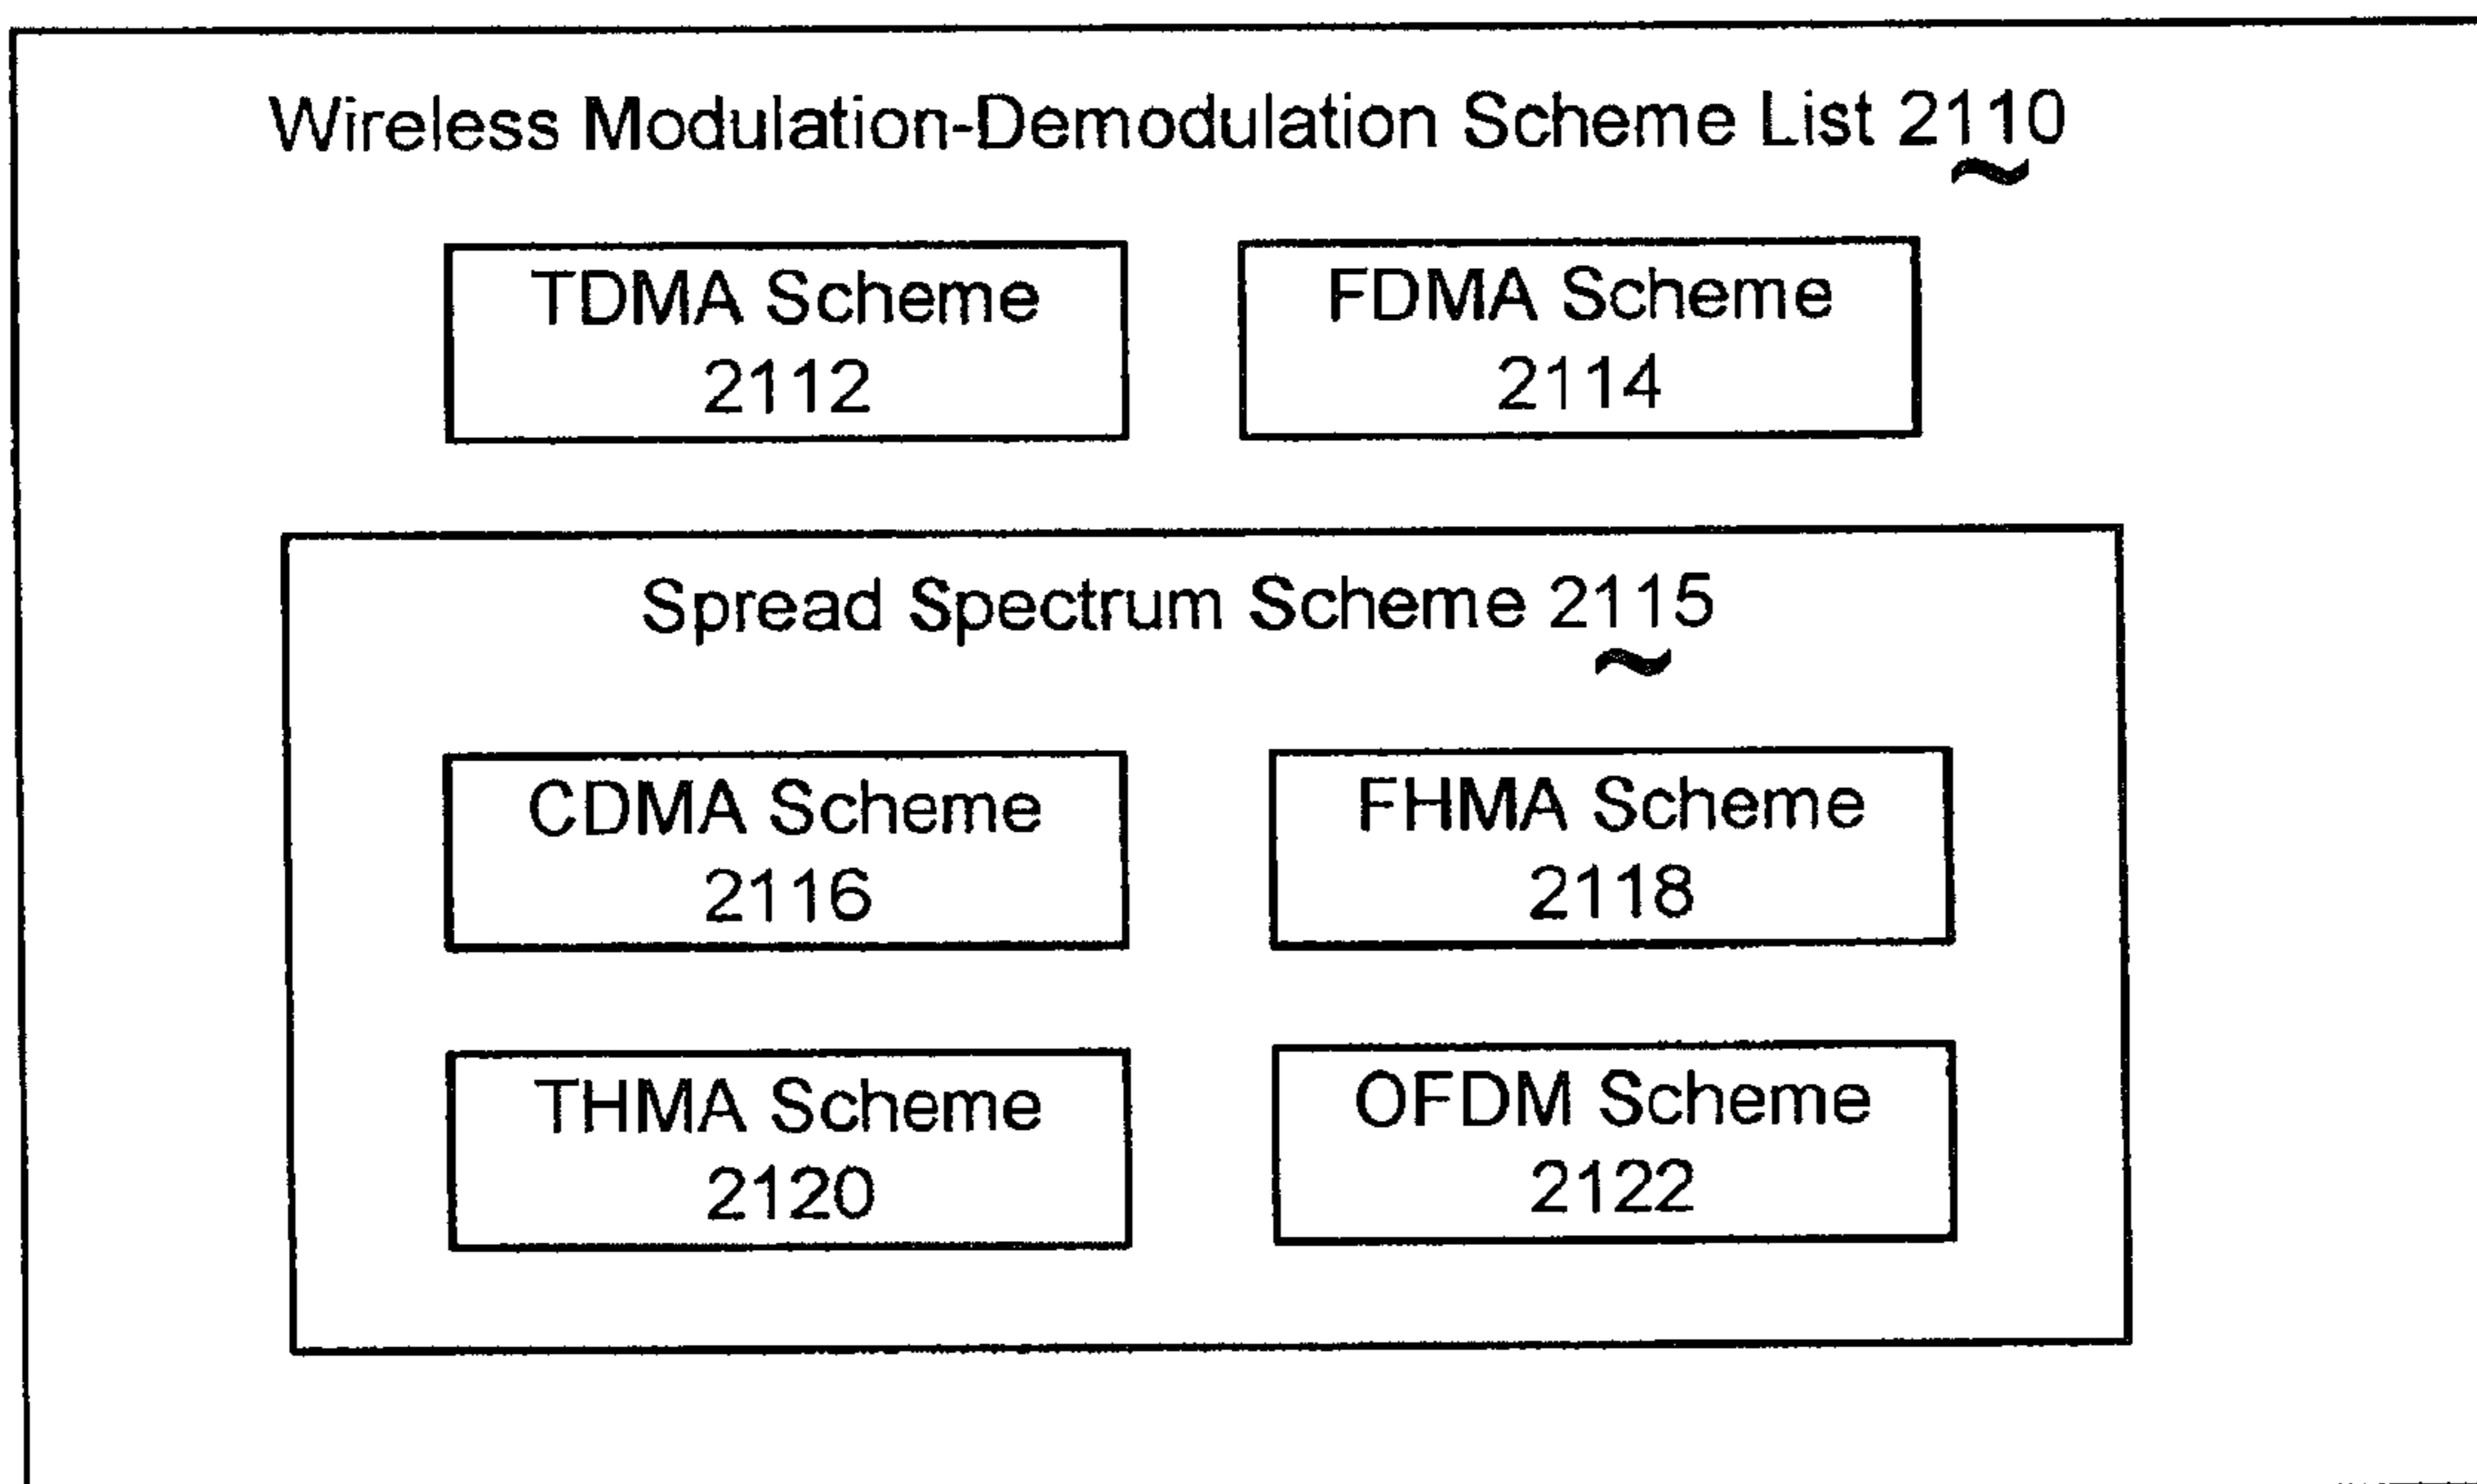 Wireless Modulation-Demodulation Scheme List 2110
TDMA Scheme
2112
FDMA Scheme
2114
Spread Spectrum Scheme 2115
CDMA Scheme
2116
FHMA Scheme
2118
THMA Scheme
2120
OFDM Scheme
2122